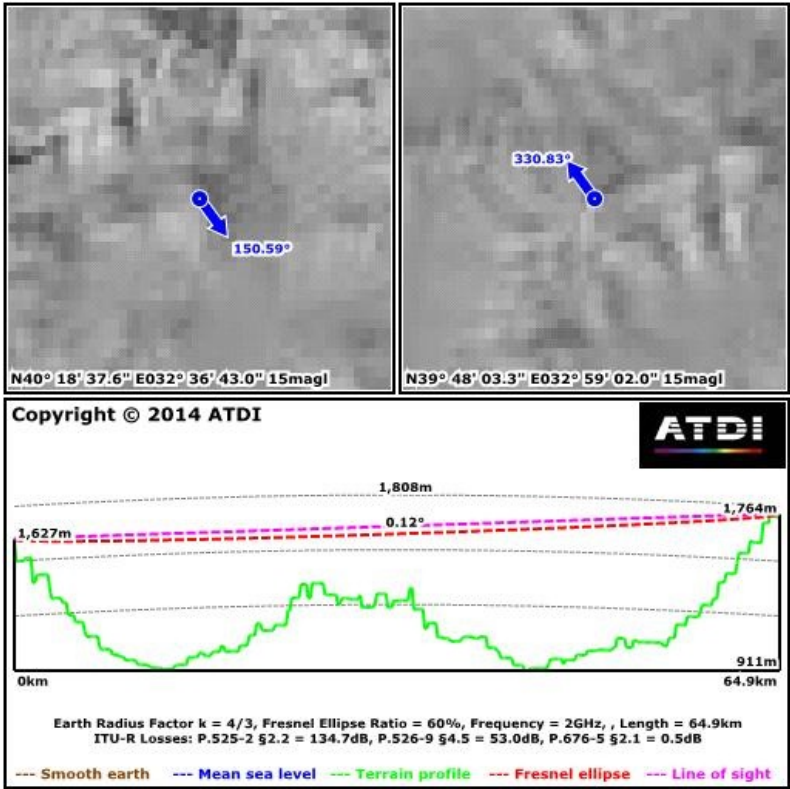 150.59°
N40° 18' 37.6" E032° 36' 43.0" 15magl
330.83°
N39° 48' 03.3" E032° 59' 02.0" 15magl
Copyright © 2014 ATDI
ATDI
1,808m
1,764m
0.12°
1,627m
911m
0km
64.9km
Earth Radius Factor k = 4/3, Fresnel Ellipse Ratio = 60%, Frequency = 2GHz, , Length = 64.9km
ITU-R Losses: P.525-2 §2.2 = 134.7dB, P.526-9 §4.5 = 53.0dB, P.676-5 §2.1 = 0.5dB
--- Smooth earth --- Mean sea level --- Terrain profile --- Fresnel ellipse --- Line of sight